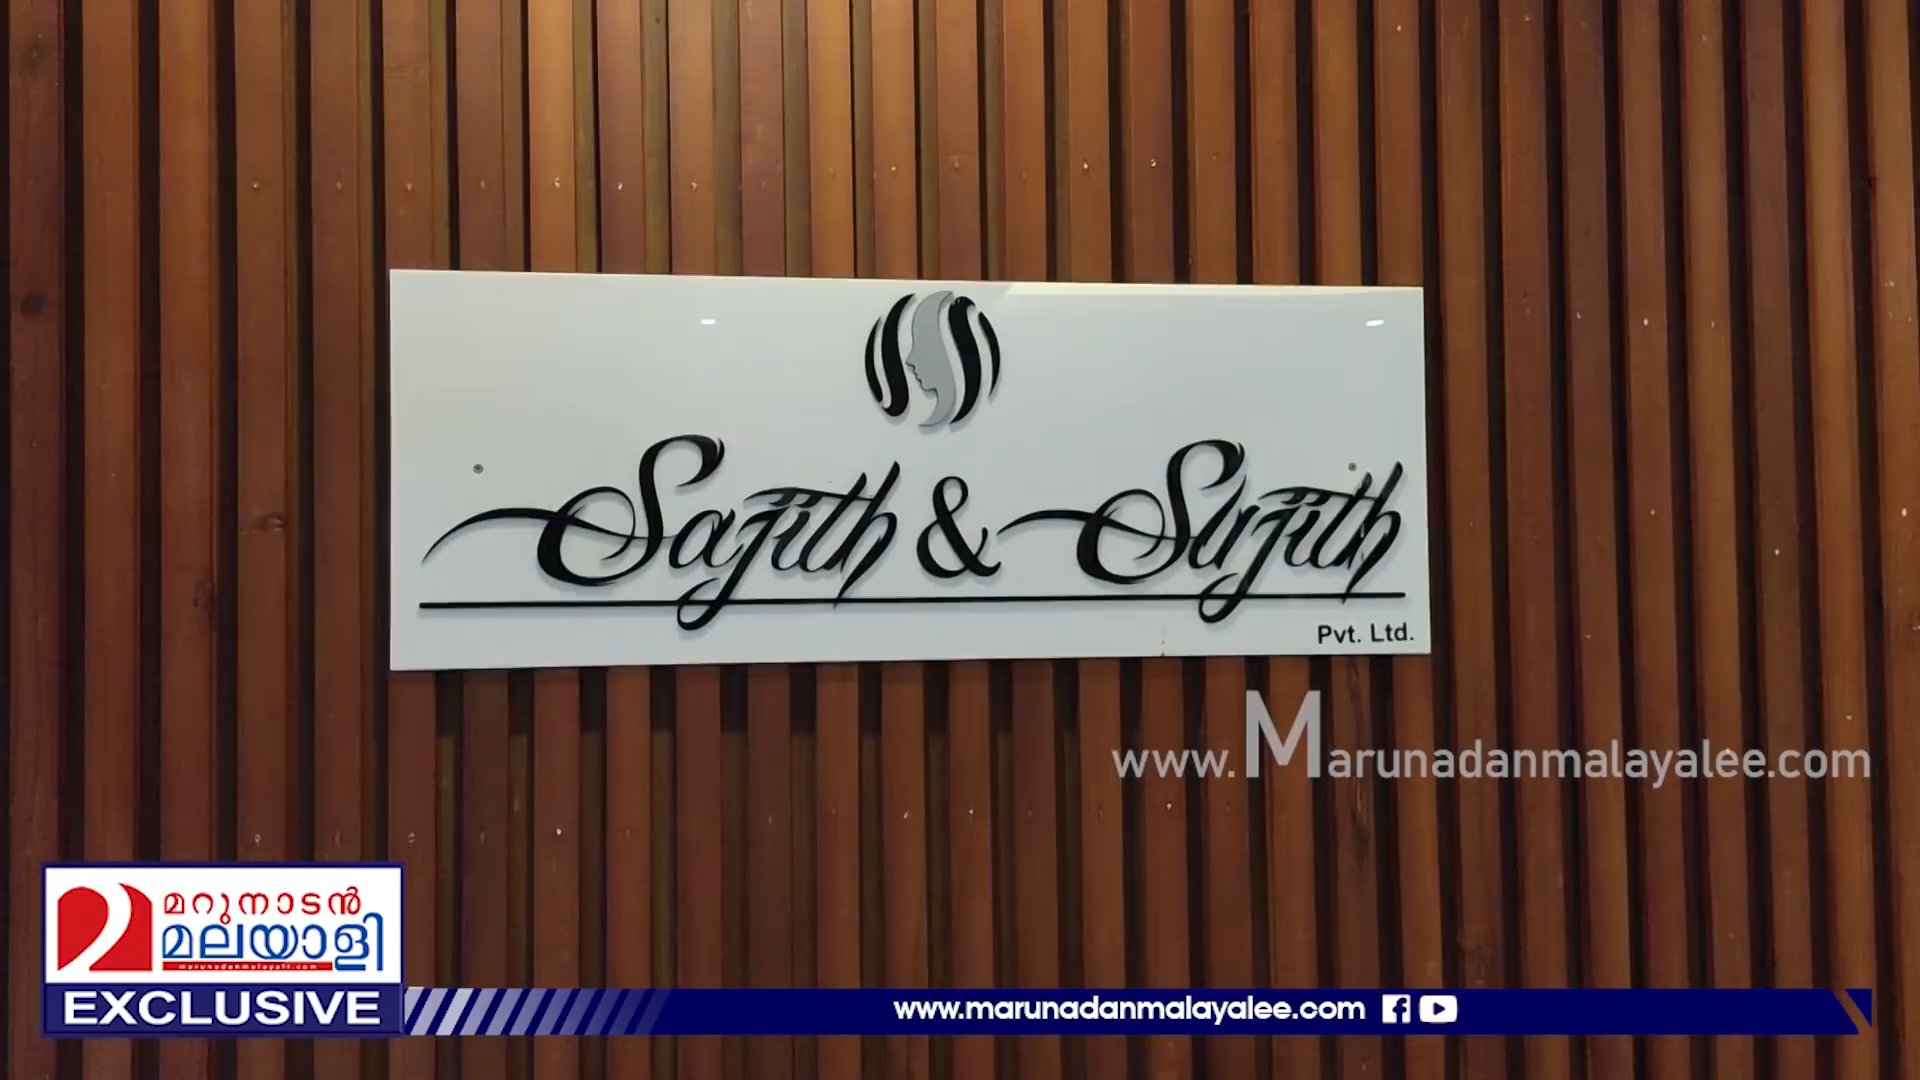 Sajith & Sujith
Pvt. Ltd.
www.Marunadanmalayalee.com
മറുനാടൻ
മലയാളി
EXCLUSIVE
www.marunadanmalayalee.com